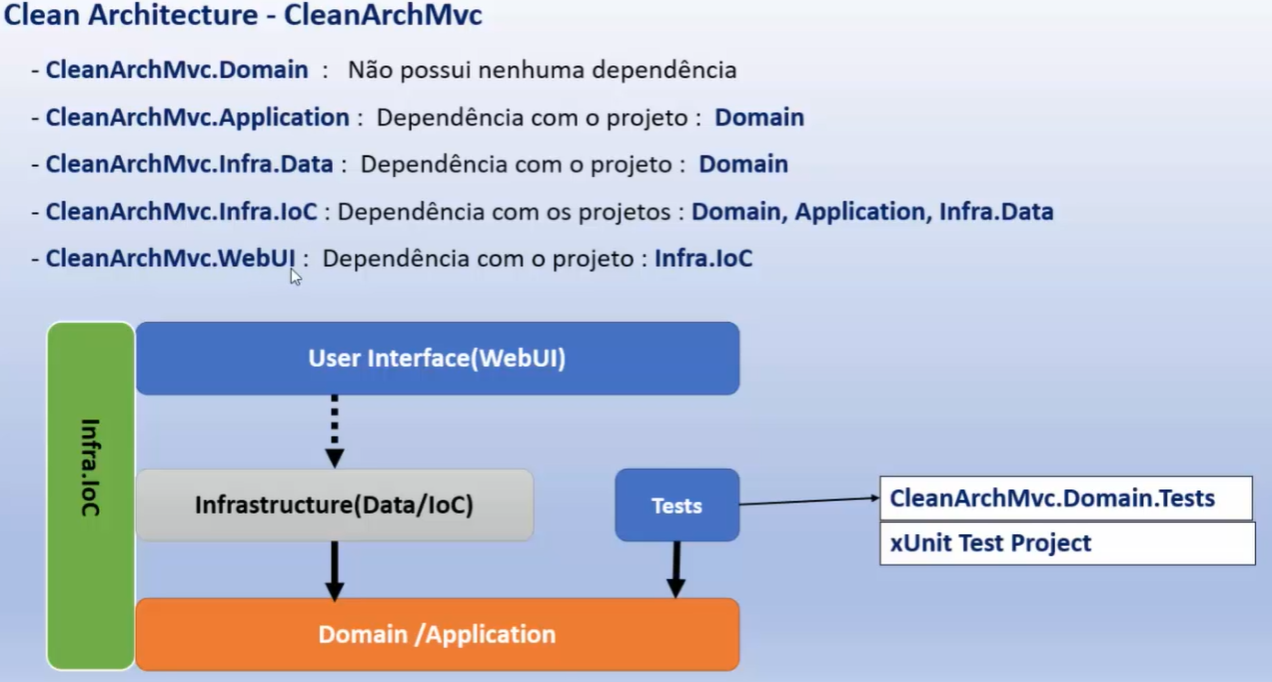 Clean Architecture - CleanArchMvc
- CleanArchMvc.Domain : Não possui nenhuma dependência
- CleanArchMvc.Application : Dependência com o projeto : Domain
- CleanArchMvc.Infra.Data : Dependência com o projeto : Domain
- CleanArchMvc.Infra.IoC : Dependência com os projetos : Domain, Application, Infra.Data
- CleanArchMvc.WebUI : Dependência com o projeto : Infra.IoC
User Interface(WebUI)
Infra.IoC
Infrastructure(Data/IoC)
Tests
CleanArchMvc.Domain.Tests
xUnit Test Project
Domain /Application